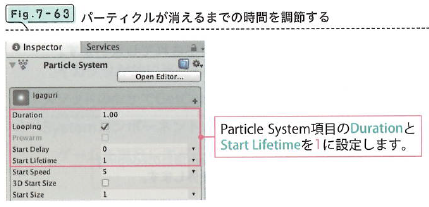 Fig.7-63 パーティクルが消えるまでの時間を調節する
Inspector Services
Particle System
Open Editor...
Igaguri
+
Duration 1.00
Looping
Prewarm
Start Delay 0
Start Lifetime 1
Start Speed 5
3D Start Size
Start Size 1
Particle System項目のDurationと
Start Lifetimeを1に設定します。